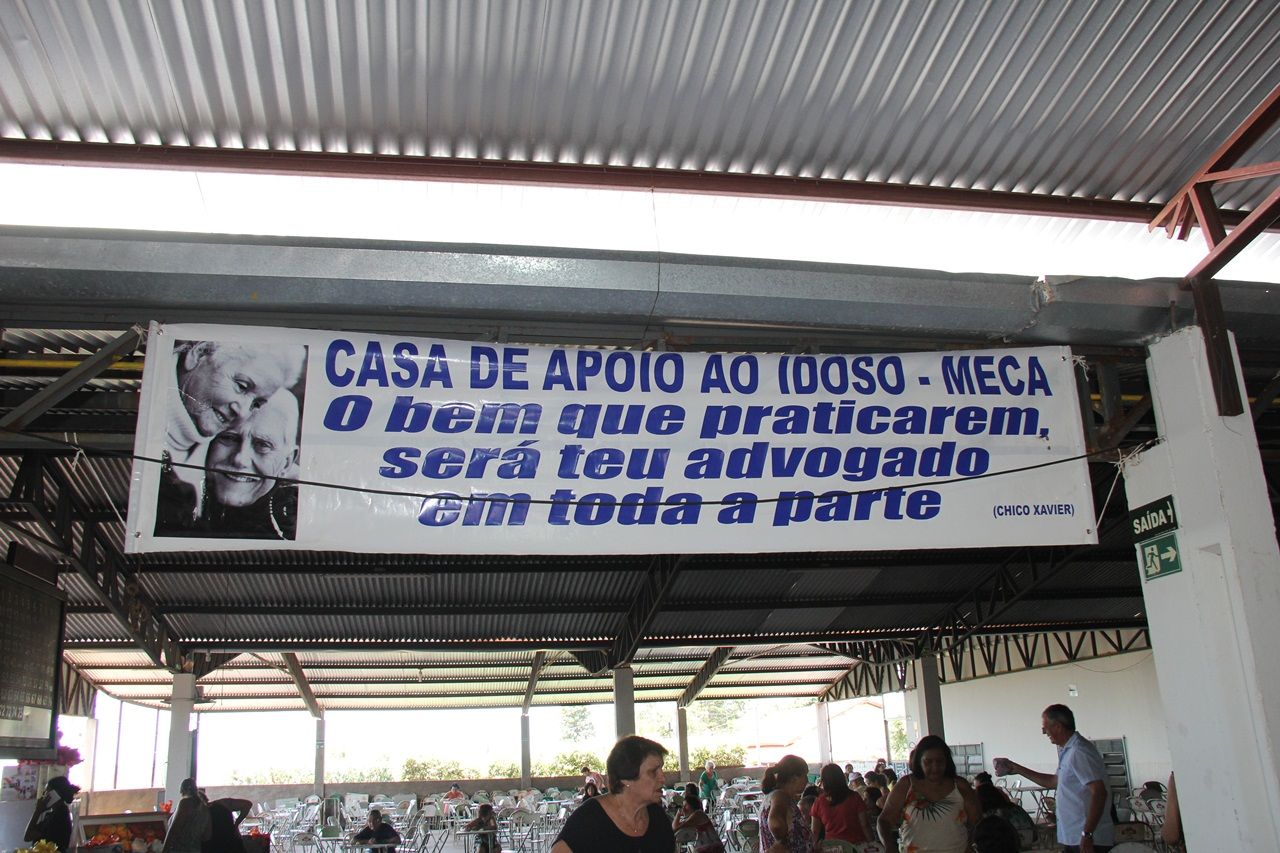 CASA DE APOIO AO IDOSO - MECA
O bem que praticarem,
será teu advogado
em toda a parte
(CHICO XAVIER)
SAÍDA